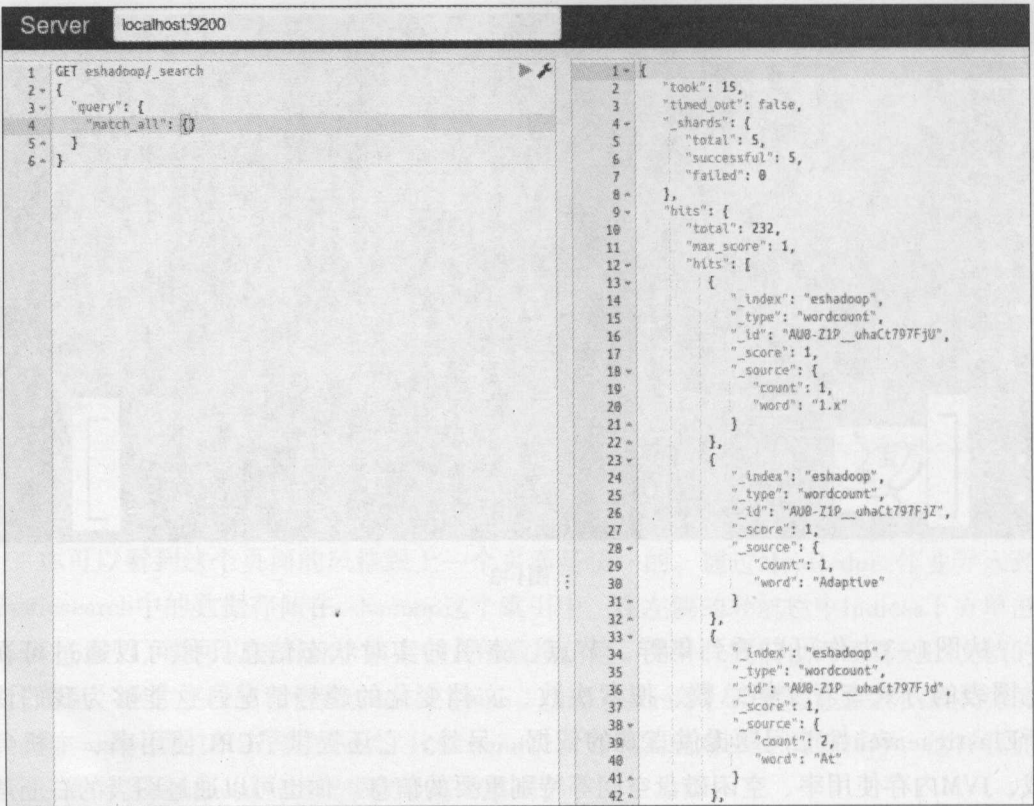 Server localhost:9200
1 GET eshadoop/_search
2 {
3 "query": {
4 "match_all": {}
5 }
6 }
1 {
2 "took": 15,
3 "timed_out": false,
4 "_shards": {
5 "total": 5,
6 "successful": 5,
7 "failed": 0
8 },
9 "hits": {
10 "total": 232,
11 "max_score": 1,
12 "hits": [
13 {
14 "_index": "eshadoop",
15 "_type": "wordcount",
16 "_id": "AU0-Z1P__uhaCt797FjU",
17 "_score": 1,
18 "_source": {
19 "count": 1,
20 "word": "1.x"
21 }
22 },
23 {
24 "_index": "eshadoop",
25 "_type": "wordcount",
26 "_id": "AU0-Z1P__uhaCt797FjZ",
27 "_score": 1,
28 "_source": {
29 "count": 1,
30 "word": "Adaptive"
31 }
32 },
33 {
34 "_index": "eshadoop",
35 "_type": "wordcount",
36 "_id": "AU0-Z1P__uhaCt797Fjd",
37 "_score": 1,
38 "_source": {
39 "count": 2,
40 "word": "At"
41 }
42 },